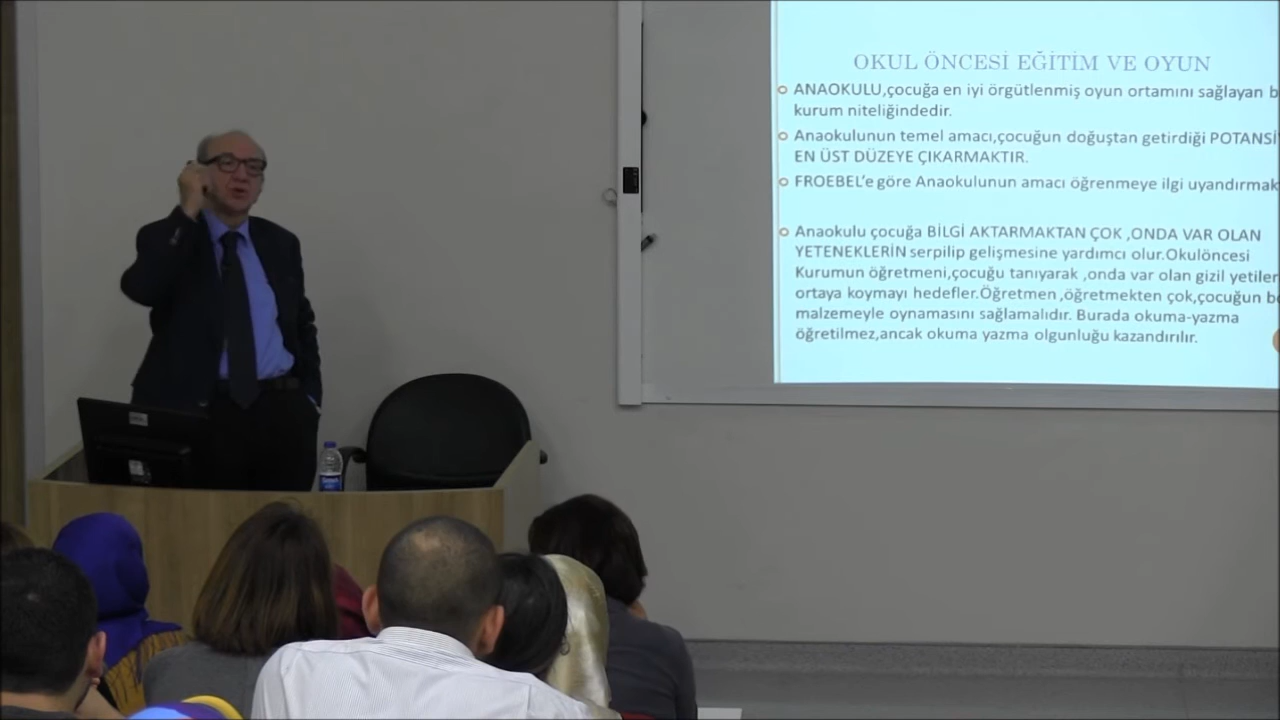 OKUL ÖNCESİ EĞİTİM VE OYUN
ANAOKULU,çocuğa en iyi örgütlenmiş oyun ortamını sağlayan b
kurum niteliğindedir.
Anaokulunun temel amacı,çocuğun doğuştan getirdiği POTANSİ
EN ÜST DÜZEYE ÇIKARMAKTIR.
FROEBEL’e göre Anaokulunun amacı öğrenmeye ilgi uyandırmak
Anaokulu çocuğa BİLGİ AKTARMAKTAN ÇOK ,ONDA VAR OLAN
YETENEKLERİN serpilip gelişmesine yardımcı olur.Okulöncesi
Kurumun öğretmeni,çocuğu tanıyarak ,onda var olan gizil yetiler
ortaya koymayı hedefler.Öğretmen ,öğretmekten çok,çocuğun b
malzemeyle oynamasını sağlamalıdır. Burada okuma-yazma
öğretilmez,ancak okuma yazma olgunluğu kazandırılır.